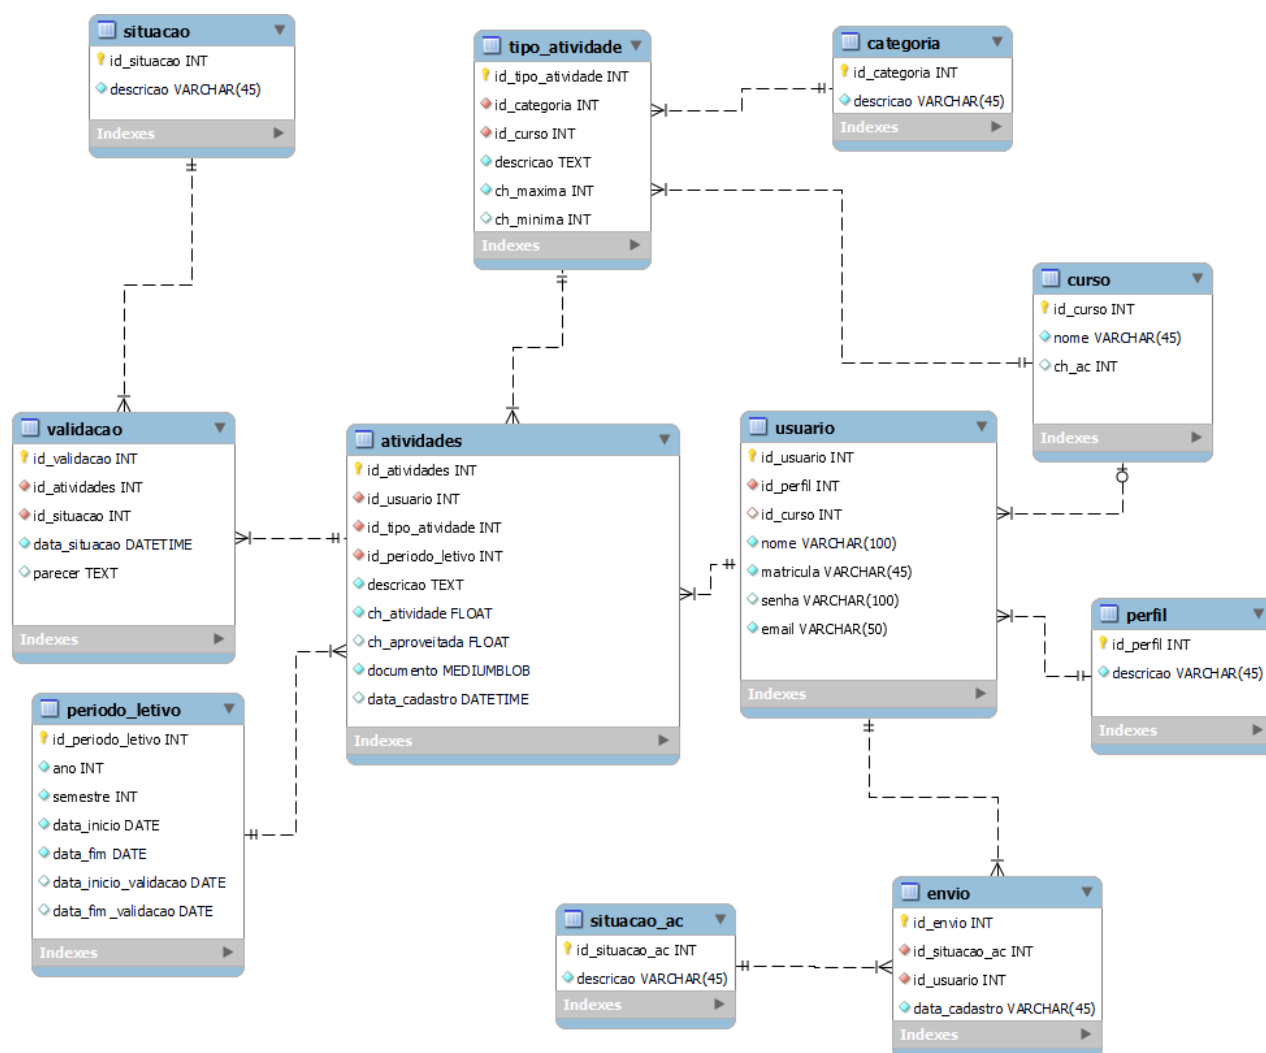 situacao
id_situacao INT
descricao VARCHAR(45)
Indexes
tipo_atividade
id_tipo_atividade INT
id_categoria INT
id_curso INT
descricao TEXT
ch_maxima INT
ch_minima INT
Indexes
categoria
id_categoria INT
descricao VARCHAR(45)
Indexes
curso
id_curso INT
nome VARCHAR(45)
ch_ac INT
Indexes
validacao
id_validacao INT
id_atividades INT
id_situacao INT
data_situacao DATETIME
parecer TEXT
Indexes
atividades
id_atividades INT
id_usuario INT
id_tipo_atividade INT
id_periodo_letivo INT
descricao TEXT
ch_atividade FLOAT
ch_aproveitada FLOAT
documento MEDIUMBLOB
data_cadastro DATETIME
Indexes
usuario
id_usuario INT
id_perfil INT
id_curso INT
nome VARCHAR(100)
matricula VARCHAR(45)
senha VARCHAR(100)
email VARCHAR(50)
Indexes
perfil
id_perfil INT
descricao VARCHAR(45)
Indexes
periodo_letivo
id_periodo_letivo INT
ano INT
semestre INT
data_inicio DATE
data_fim DATE
data_inicio_validacao DATE
data_fim_validacao DATE
Indexes
situacao_ac
id_situacao_ac INT
descricao VARCHAR(45)
Indexes
envio
id_envio INT
id_situacao_ac INT
id_usuario INT
data_cadastro VARCHAR(45)
Indexes